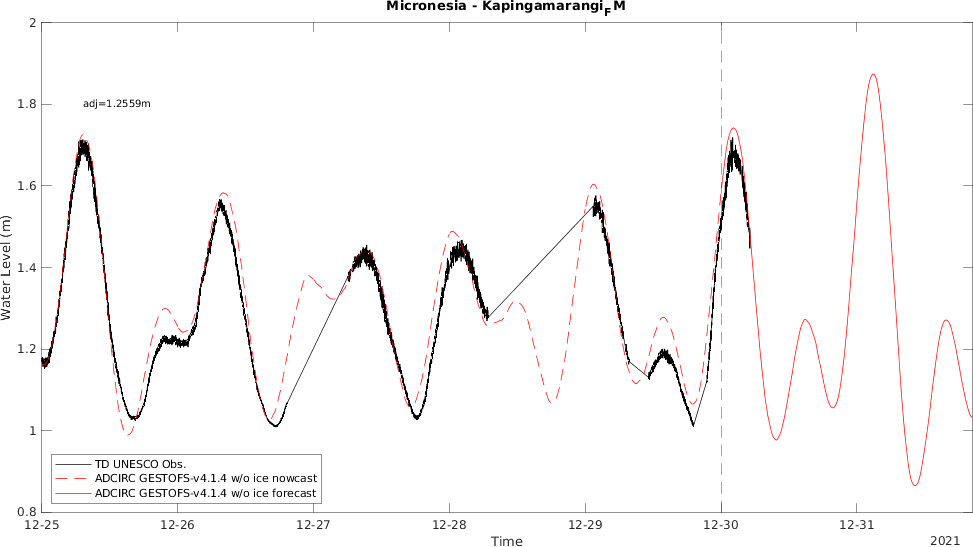 Micronesia - Kapingamarangi_FM
2
1.8
1.6
1.4
1.2
1
0.8
Water Level (m)
adj=1.2559m
TD UNESCO Obs.
ADCIRC GESTOFS-v4.1.4 w/o ice nowcast
ADCIRC GESTOFS-v4.1.4 w/o ice forecast
12-25 12-26 12-27 12-28 12-29 12-30 12-31
Time
2021